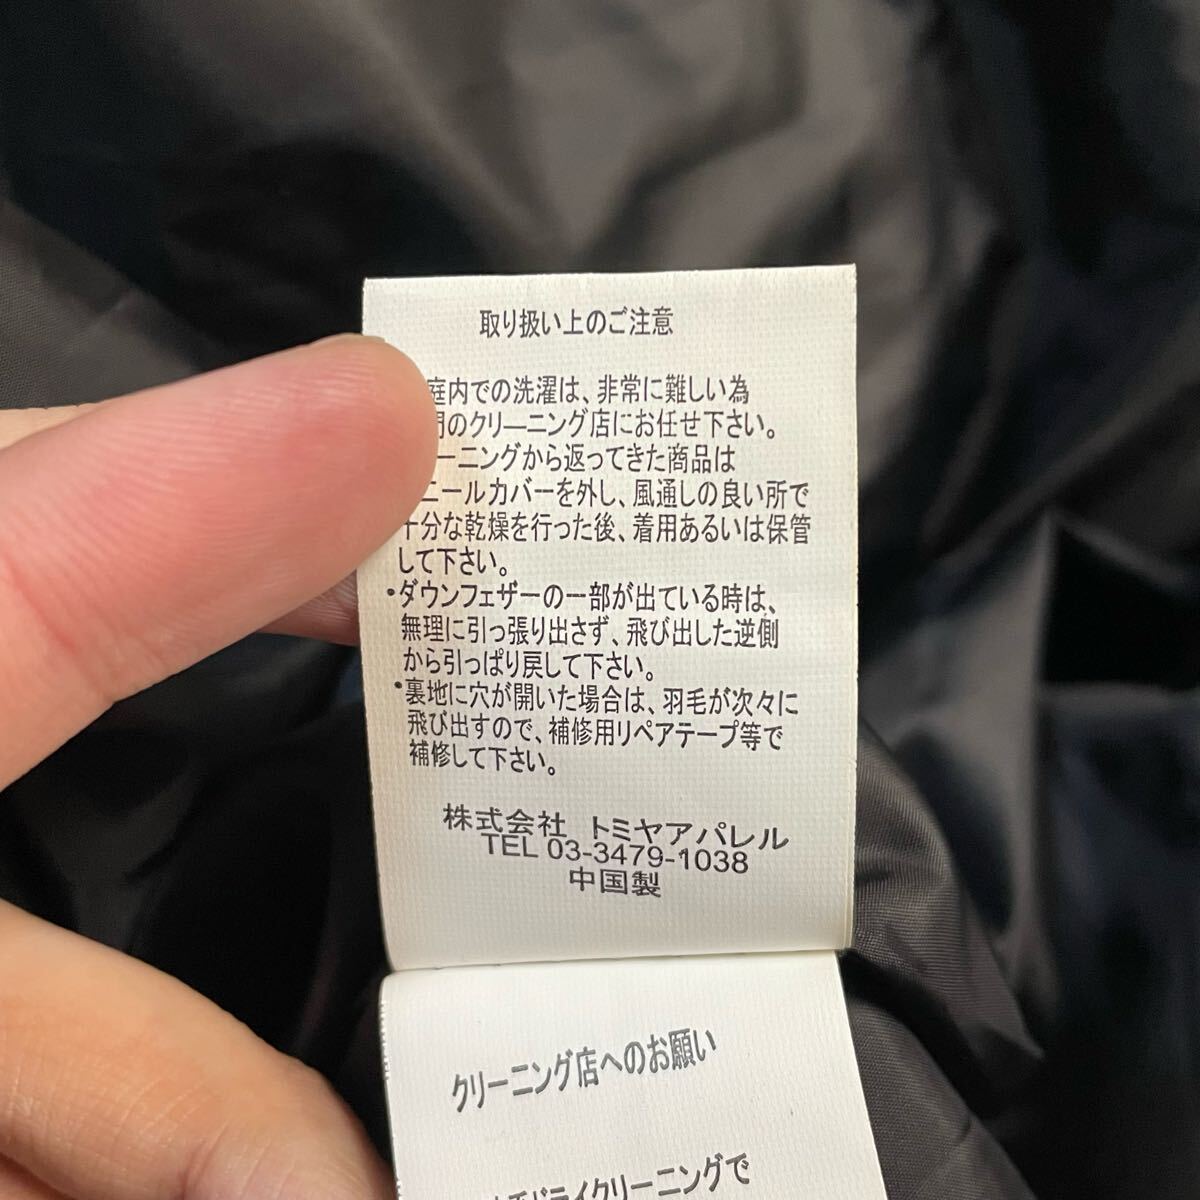 取り扱い上のご注意
庭内での洗濯は、非常に難しい為
のクリーニング店にお任せ下さい。
ーニングから返ってきた商品は
ニールカバーを外し、風通しの良い所で
十分な乾燥を行った後、着用あるいは保管
して下さい。
•ダウンフェザーの一部が出ている時は、
無理に引っ張り出さず、飛び出した逆側
から引っぱり戻して下さい。
•裏地に穴が開いた場合は、羽毛が次々に
飛び出すので、補修用リペアテープ等で
補修して下さい。
株式会社 トミヤアパレル
TEL 03-3479-1038
中国製
クリーニング店へのお願い
ドライクリーニングで